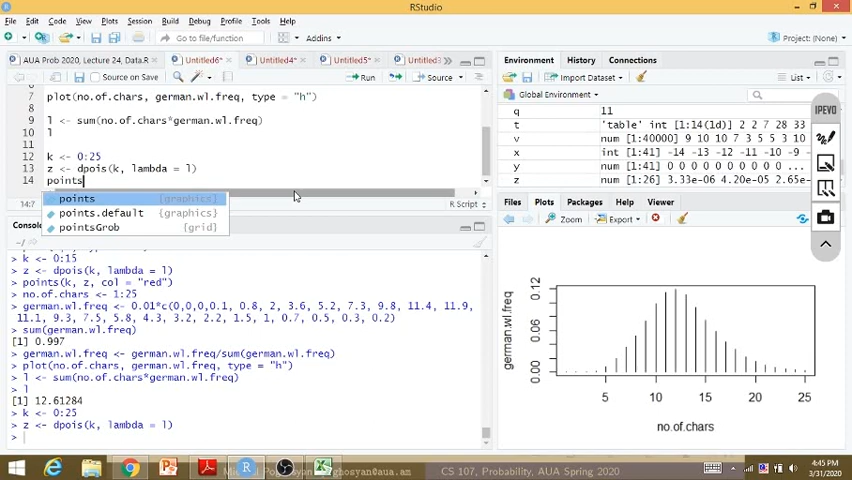 RStudio
File Edit Code View Plots Session Build Debug Profile Tools Help
Go to file/function
Addins
Project: (None)
AUA Prob 2020, Lecture 24, Data.R
Untitled6*
Untitled4*
Untitled5*
Untitled3
Source on Save
Run
Source
7 plot(no.of.chars, german.wl.freq, type = "h")
8
9 l <- sum(no.of.chars*german.wl.freq)
10 l
11
12 k <- 0:25
13 z <- dpois(k, lambda = l)
14 points
points {graphics}
points.default {graphics}
pointsGrob {grid}
14:7
R Script
Console
~/
> k <- 0:15
> z <- dpois(k, lambda = l)
> points(k, z, col = "red")
> no.of.chars <- 1:25
> german.wl.freq <- 0.01*c(0,0,0.1, 0.8, 2, 3.6, 5.2, 7.3, 9.8, 11.4, 11.9,
11.1, 9.3, 7.5, 5.8, 4.3, 3.2, 2.2, 1.5, 1, 0.7, 0.5, 0.3, 0.2)
> sum(german.wl.freq)
[1] 0.997
> german.wl.freq <- german.wl.freq/sum(german.wl.freq)
> plot(no.of.chars, german.wl.freq, type = "h")
> l <- sum(no.of.chars*german.wl.freq)
> l
[1] 12.61284
> k <- 0:25
> z <- dpois(k, lambda = l)
>
Environment History Connections
Import Dataset
List
Global Environment
q 11
t 'table' int [1:14(1d)] 2 2 7 28 33
v num [1:40000] 9 10 10 7
x int [1:41] -14 -13 -12 -11 -10 -9
y num [1:41] 0 0 0 0 0 0 0 0
z num [1:26] 3.33e-06 4.20e-05 2.65e-
IPEVO
Files Plots Packages Help Viewer
Zoom Export
german.wl.freq
0.12
0.06
0.00
5 10 15 20 25
no.of.chars
CS 107, Probability, AUA Spring 2020
4:45 PM
3/31/2020